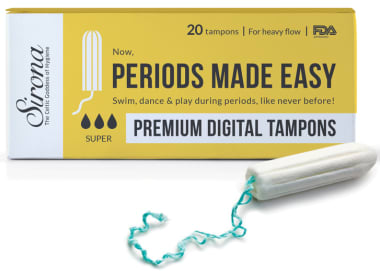 20 tampons | For heavy flow | FDA
Now,
PERIODS MADE EASY
Swim, dance & play during periods, like never before!
PREMIUM DIGITAL TAMPONS
SUPER
Sirona
The Celtic Goddess of Hygiene